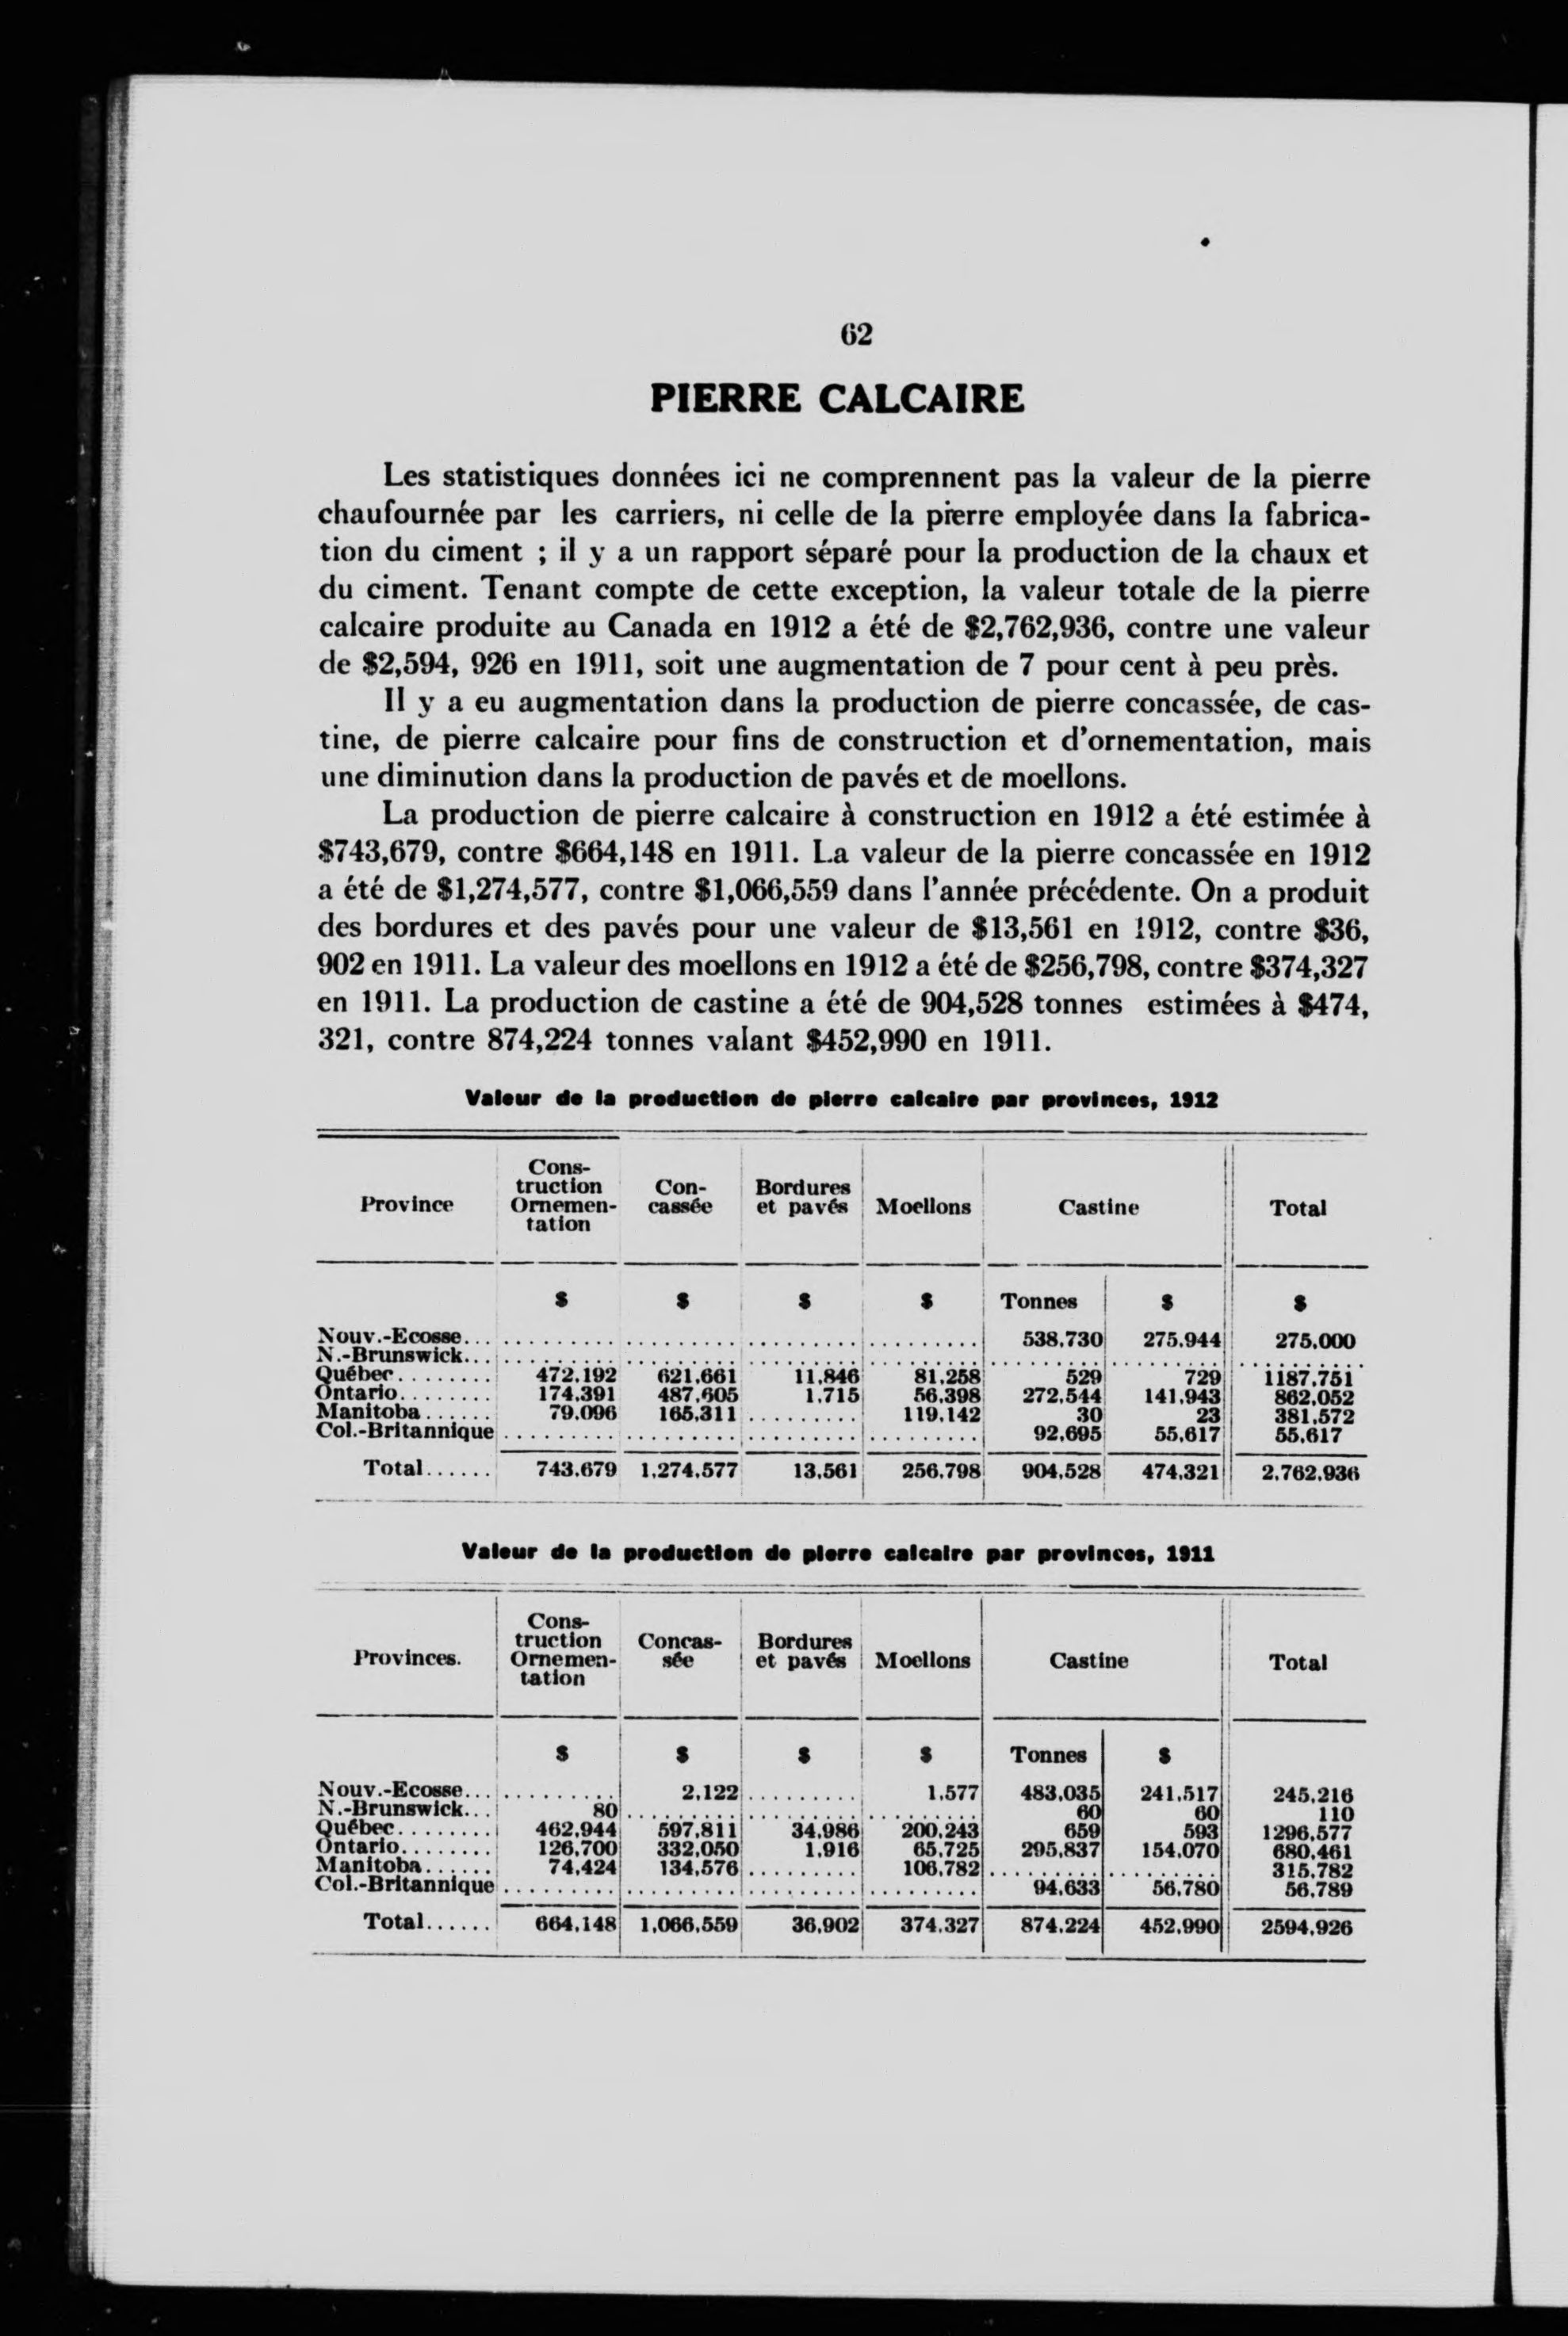 62
PIERRE CALCAIRE
Les statistiques données ici ne comprennent pas la valeur de la pierre
chaufournée par les carriers, ni celle de la pierre employée dans la fabrica-
tion du ciment ; il y a un rapport séparé pour la production de la chaux et
du ciment. Tenant compte de cette exception, la valeur totale de la pierre
calcaire produite au Canada en 1912 a été de $2,762,936, contre une valeur
de $2,594, 926 en 1911, soit une augmentation de 7 pour cent à peu près.
Il y a eu augmentation dans la production de pierre concassée, de cas-
tine, de pierre calcaire pour fins de construction et d'ornementation, mais
une diminution dans la production de pavés et de moellons.
La production de pierre calcaire à construction en 1912 a été estimée à
$743,679, contre $664,148 en 1911. La valeur de la pierre concassée en 1912
a été de $1,274,577, contre $1,066,559 dans l'année précédente. On a produit
des bordures et des pavés pour une valeur de $13,561 en 1912, contre $36,
902 en 1911. La valeur des moellons en 1912 a été de $256,798, contre $374,327
en 1911. La production de castine a été de 904,528 tonnes estimées à $474,
321, contre 874,224 tonnes valant $452,990 en 1911.
Valeur de la production de pierre calcaire par provinces, 1912
Province Cons-truction Ornemen-tation Con-cassée Bordures et pavés Moellons Castine Total
$ $ $ $ Tonnes $ $
Nouv.-Ecosse... 538.730 275.944 275.000
N.-Brunswick...
Québec........ 472.192 621.661 11.846 81.258 529 729 1187.751
Ontario........ 174.391 487.605 1.715 56.398 272.544 141.943 862.052
Manitoba...... 79.096 165.311 .......... 119.142 30 23 381.572
Col.-Britannique 92.695 55.617 55.617
Total...... 743.679 1.274.577 13.561 256.798 904.528 474.321 2.762.936
Valeur de la production de pierre calcaire par provinces, 1911
Provinces. Cons-truction Ornemen-tation Concas-sée Bordures et pavés Moellons Castine Total
$ $ $ $ Tonnes $
Nouv.-Ecosse... .......... 2.122 .......... 1.577 483.035 241.517 245.216
N.-Brunswick... 80 .......... .......... .......... 60 60 110
Québec........ 462.944 597.811 34.986 200.243 659 593 1296.577
Ontario........ 126.700 332.050 1.916 65.725 295.837 154.070 680.461
Manitoba...... 74.424 134.576 .......... 106.782 .......... .......... 315.782
Col.-Britannique .......... .......... .......... .......... 94.633 56.780 56.789
Total...... 664.148 1.066.559 36.902 374.327 874.224 452.990 2594.926